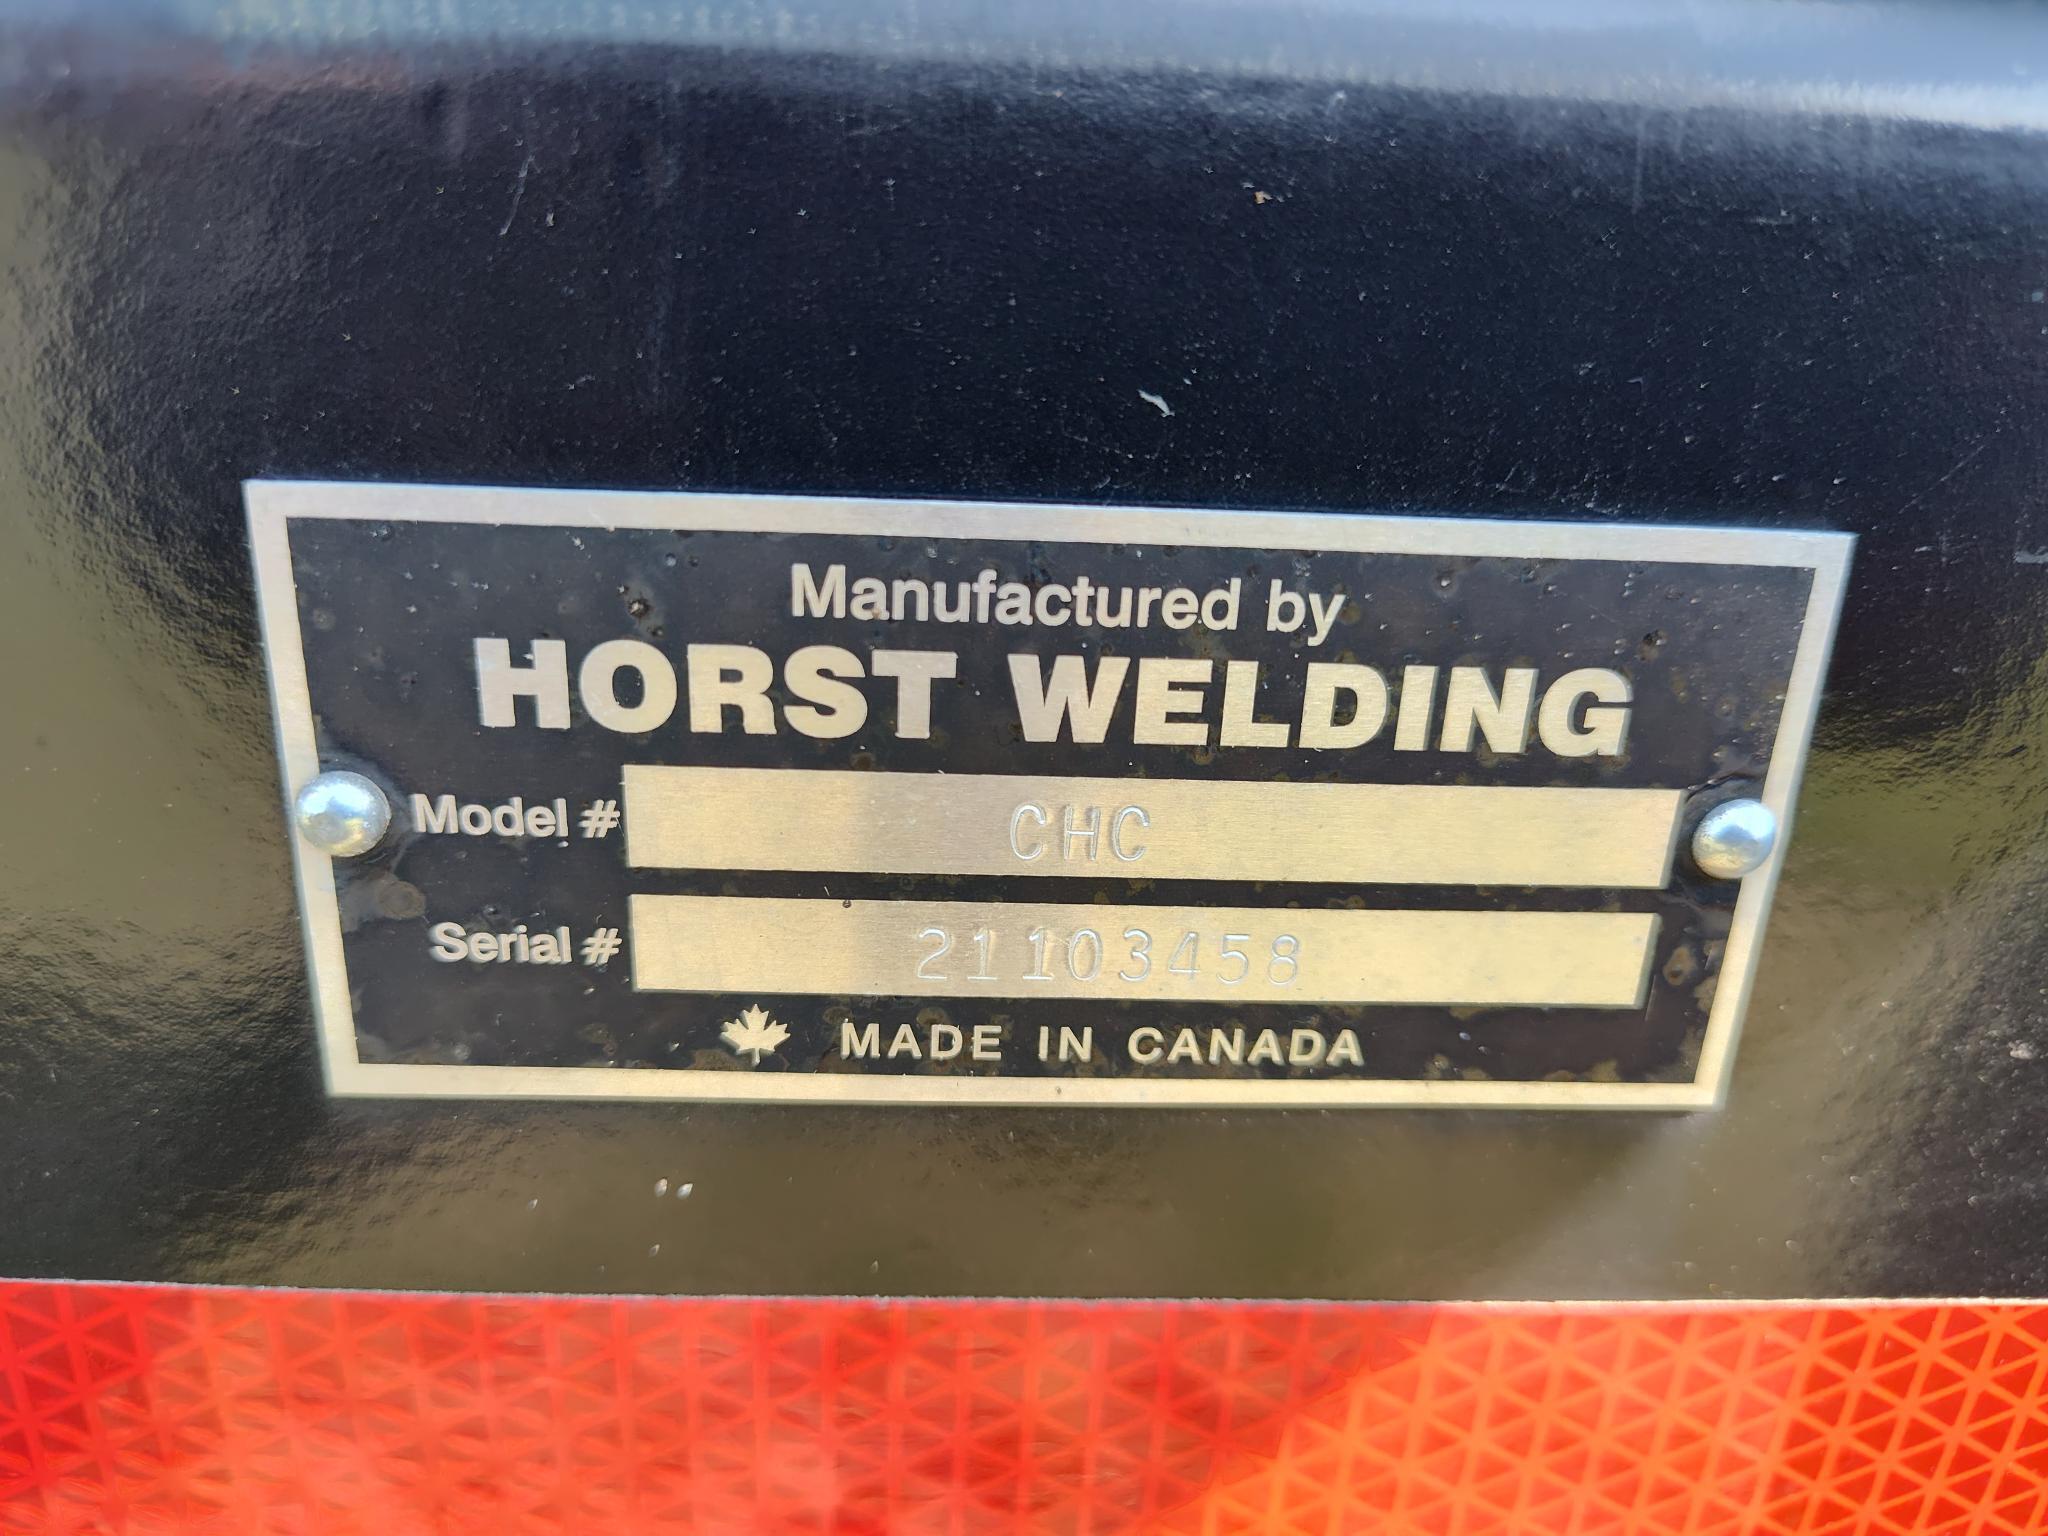 Manufactured by
HORST WELDING
Model # CHC
Serial # 21103458
MADE IN CANADA